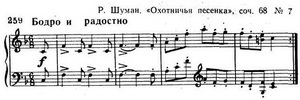 Р. Шуман. «Охотничья песенка», соч. 68 № 7
259 Бодро и радостно
f